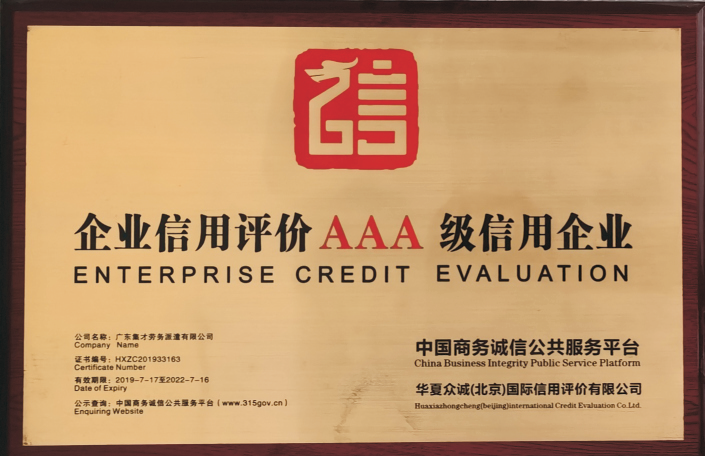 企业信用评价AAA级信用企业
ENTERPRISE CREDIT EVALUATION
公司名称：广东集才劳务派遣有限公司
Company Name
证书编号：HXZC201933163
Certificate Number
有效期限：2019-7-17至2022-7-16
Date of Expiry
公示查询：中国商务诚信公共服务平台（www.315gov.cn）
Enquiring Website
中国商务诚信公共服务平台
China Business Integrity Public Service Platform
华夏众诚(北京)国际信用评价有限公司
Huaxiazhongcheng(beijing)international Credit Evaluation Co.Ltd.